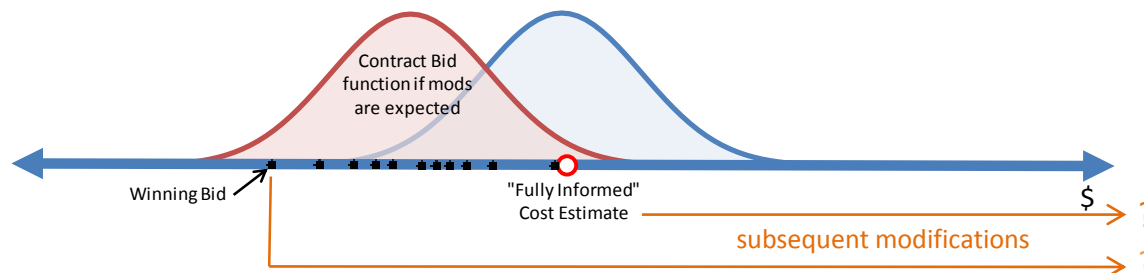 Contract Bid
function if mods
are expected
Winning Bid
"Fully Informed"
Cost Estimate
$
subsequent modifications